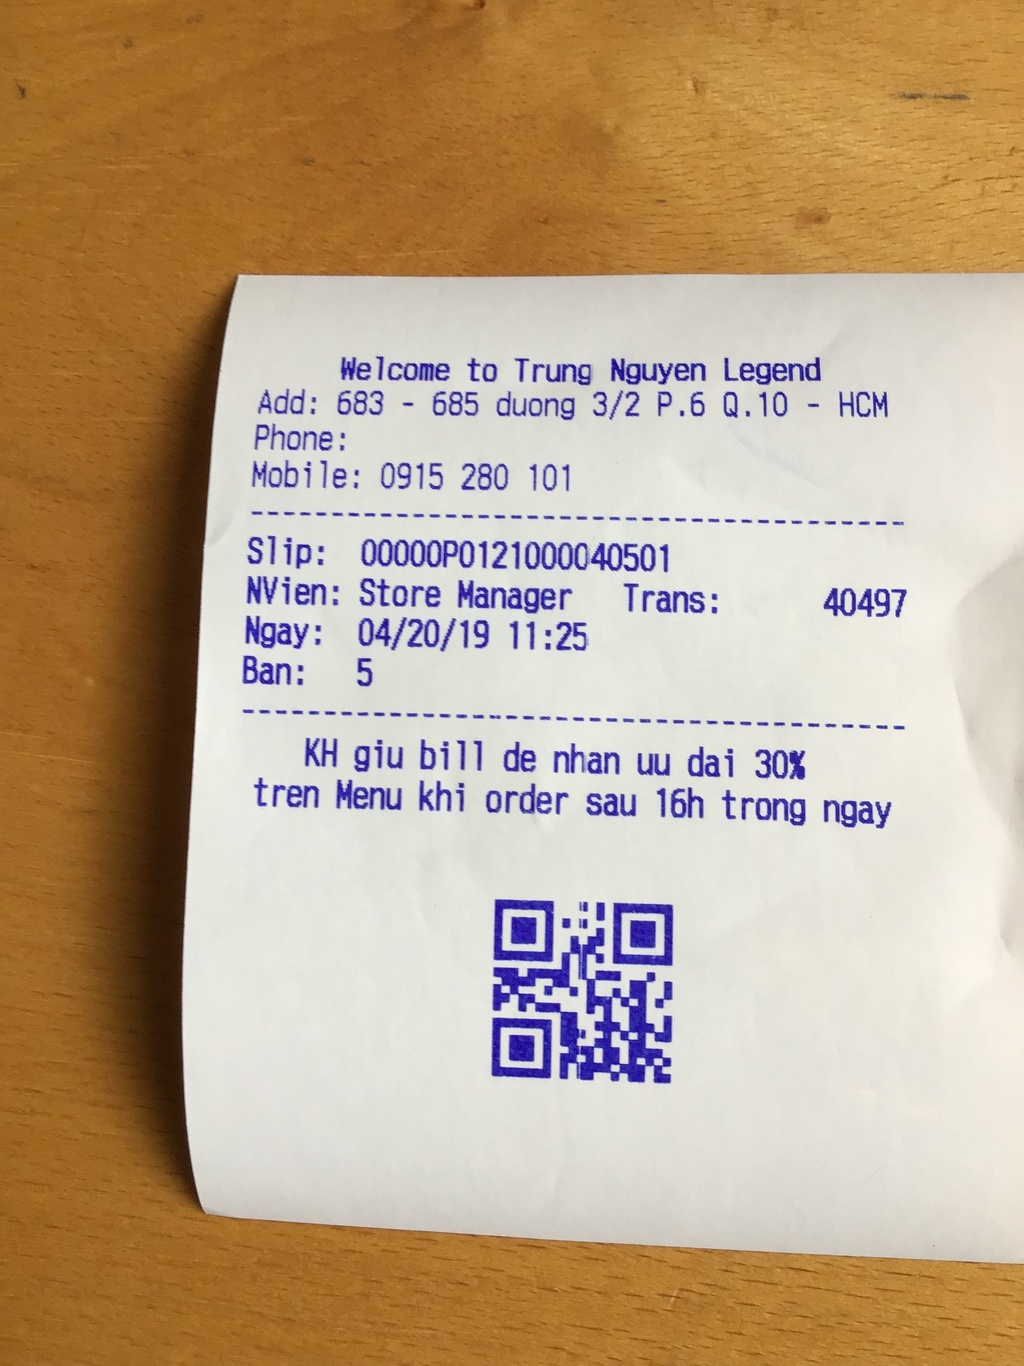 Welcome to Trung Nguyen Legend
Add: 683 - 685 duong 3/2 P.6 Q.10 - HCM
Phone:
Mobile: 0915 280 101
Slip: 00000P0121000040501
NVien: Store Manager Trans: 40497
Ngay: 04/20/19 11:25
Ban: 5
KH giu bill de nhan uu dai 30%
tren Menu khi order sau 16h trong ngay